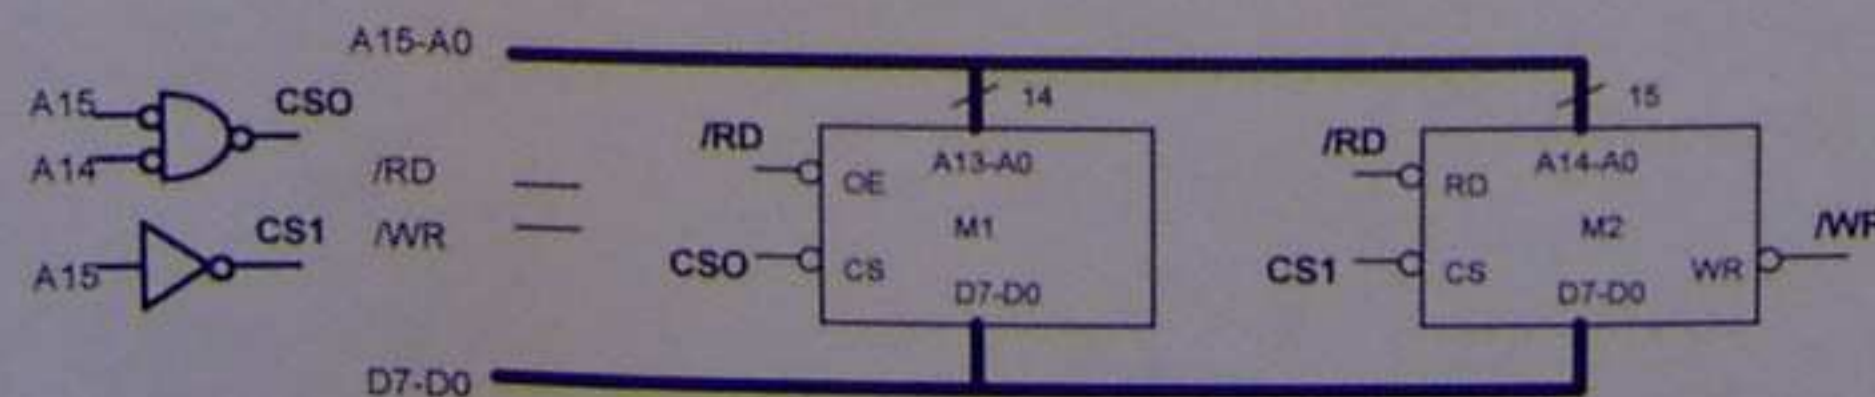 A15-A0
A15
CSO
A14
/RD
14
15
/RD
A13-A0
OE
/RD
A14-A0
RD
A15
CS1
/WR
M1
CSO
CS
D7-D0
M2
CS1
CS
WR
D7-D0
/WR
D7-D0